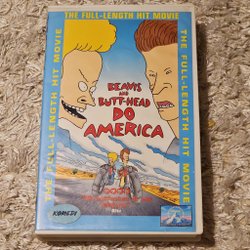 THE FULL-LENGTH HIT MOVIE
THE FULL-LENGTH HIT MOVIE
THE FULL-LENGTH HIT MOVIE
BEAVIS AND
BUTT-HEAD
DO
AMERICA
KOMEDI